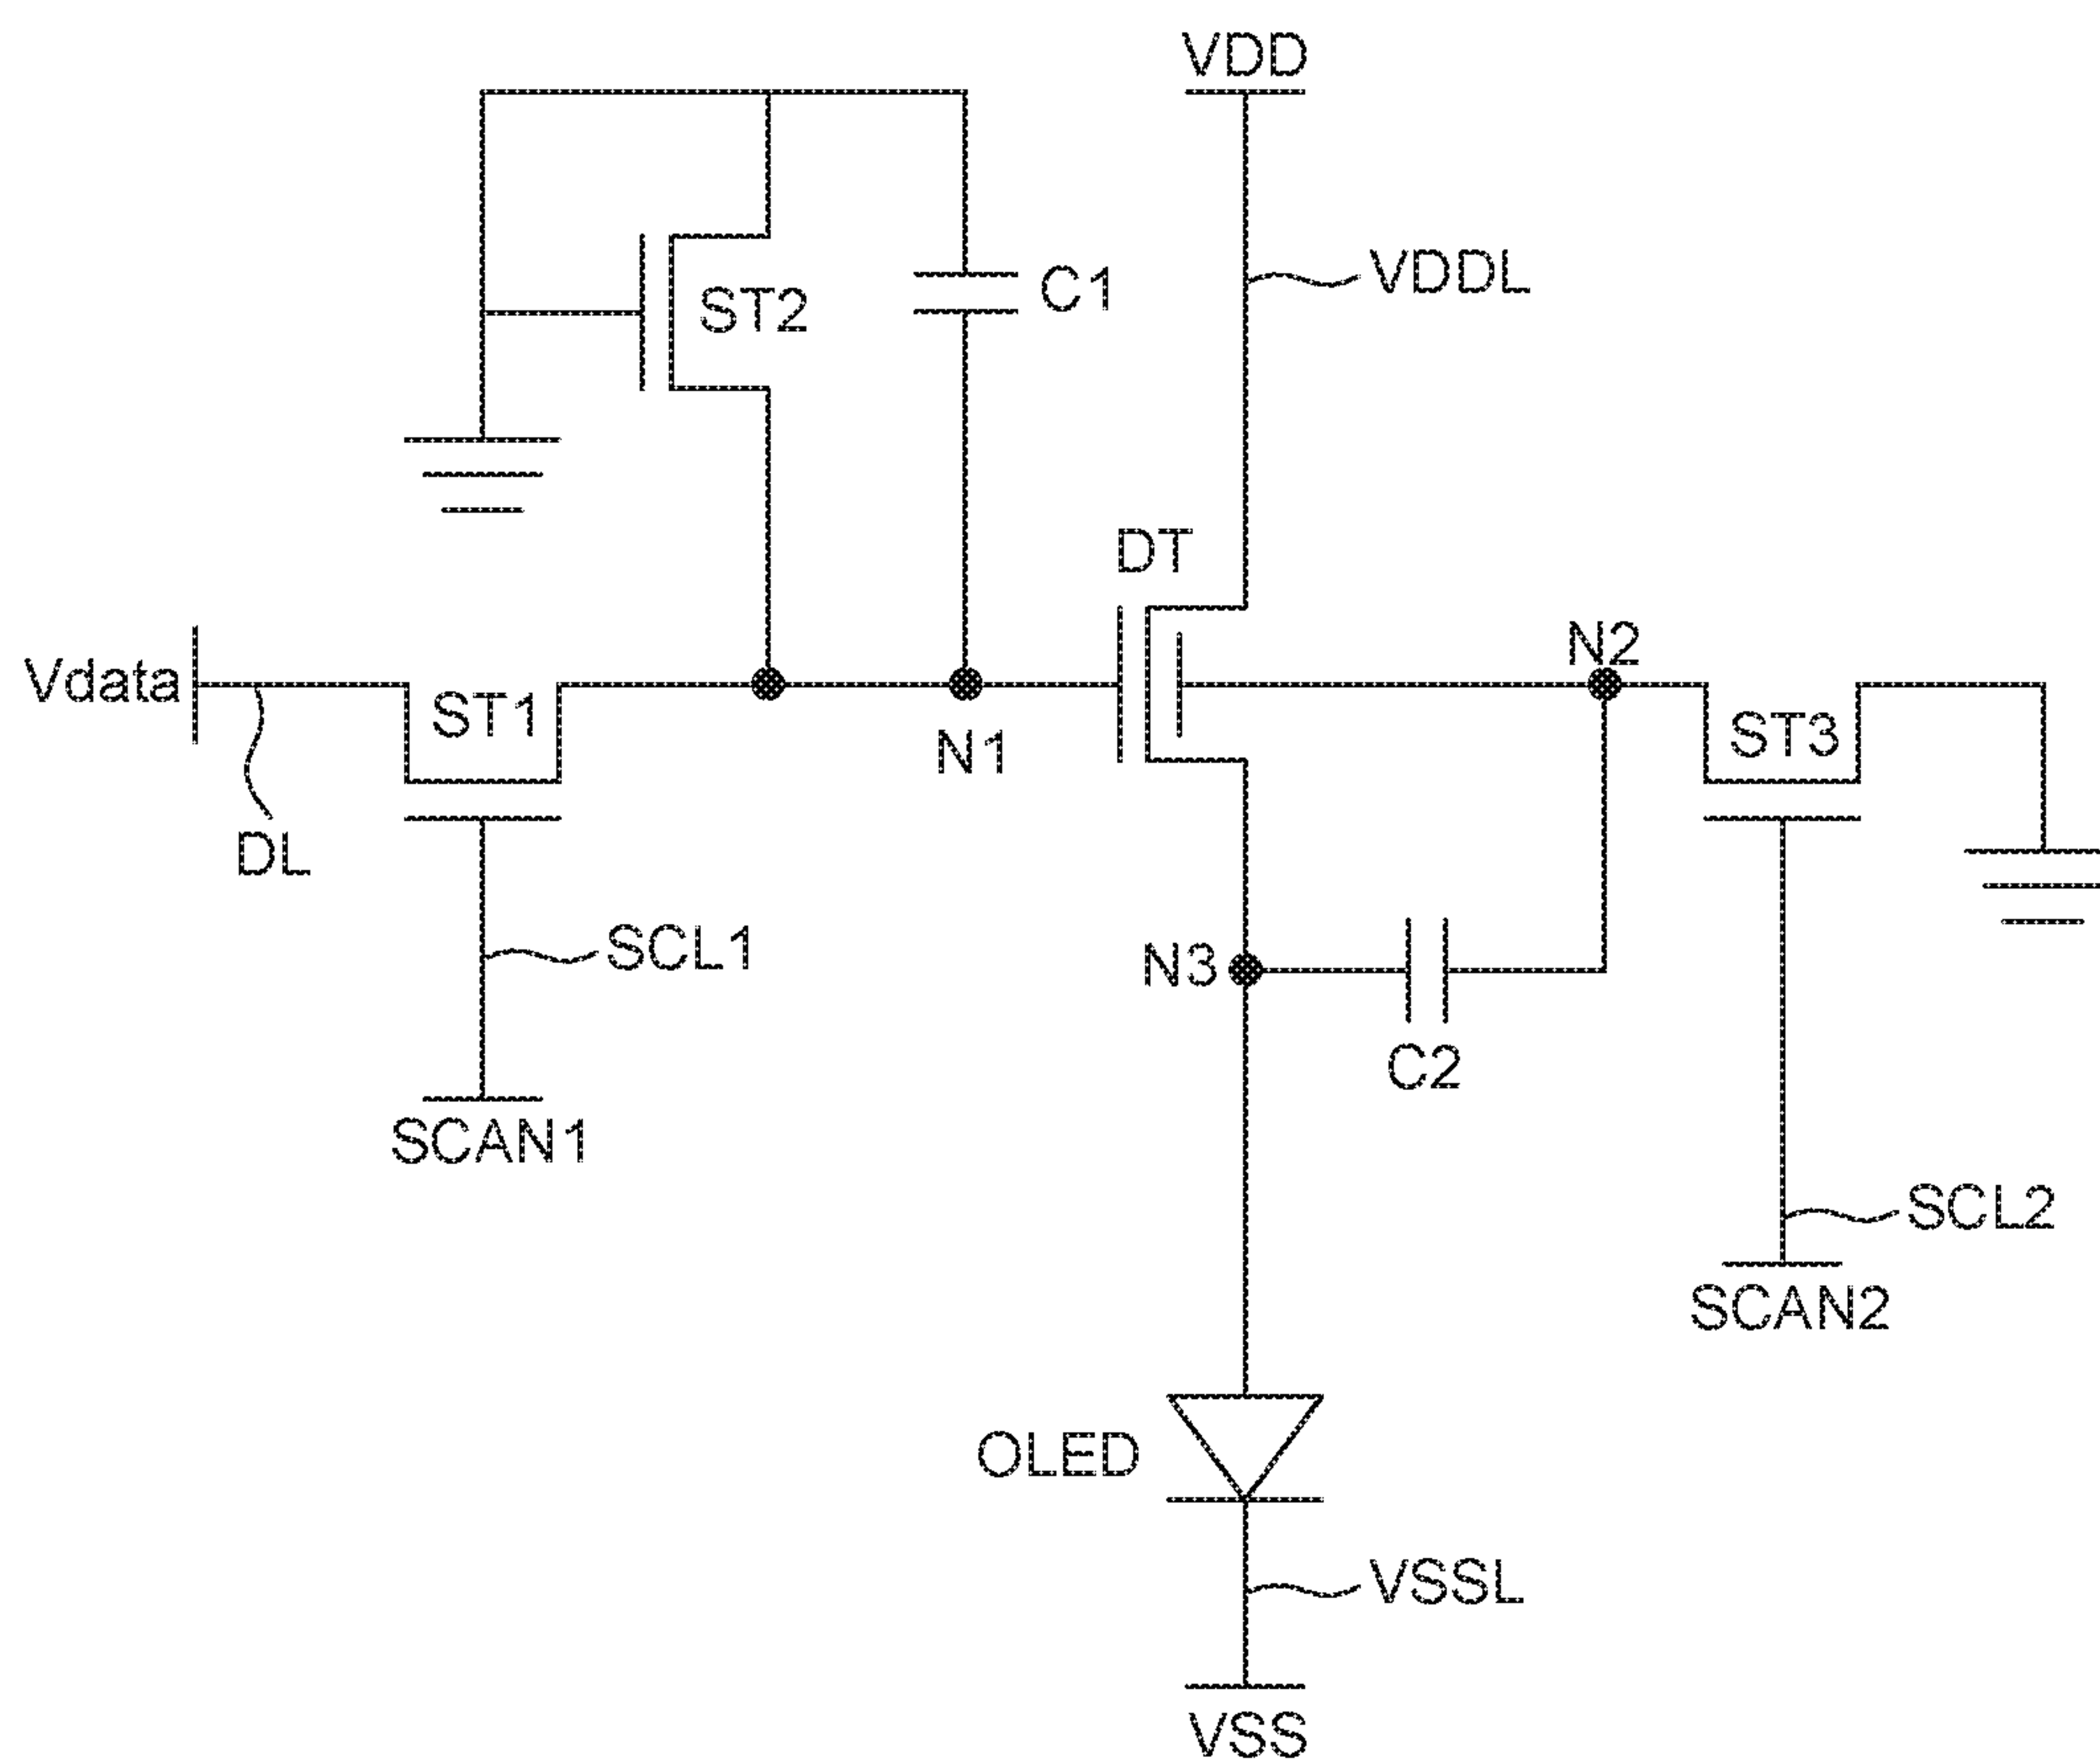 VDD
VDDL
ST2
C1
DT
N2
Vdata
ST1
N1
ST3
DL
SCL1
N3
C2
SCAN1
SCL2
SCAN2
OLED
VSSL
VSS